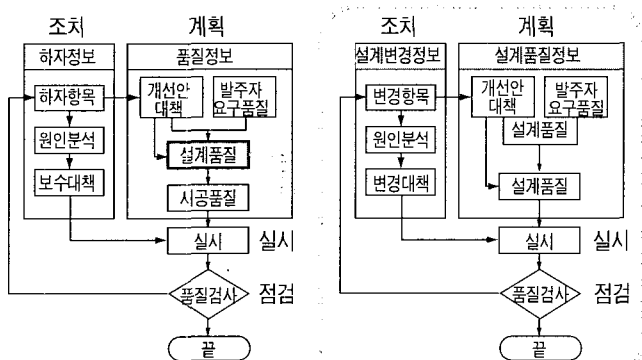 조치
계획
하자정보
품질정보
하자항목
원인분석
보수대책
개선안
대책
발주자
요구품질
설계품질
시공품질
실시
실시
품질검사
점검
끝
조치
계획
설계변경정보
설계품질정보
변경항목
원인분석
변경대책
개선안
대책
발주자
요구품질
설계품질
설계품질
실시
실시
품질검사
점검
끝